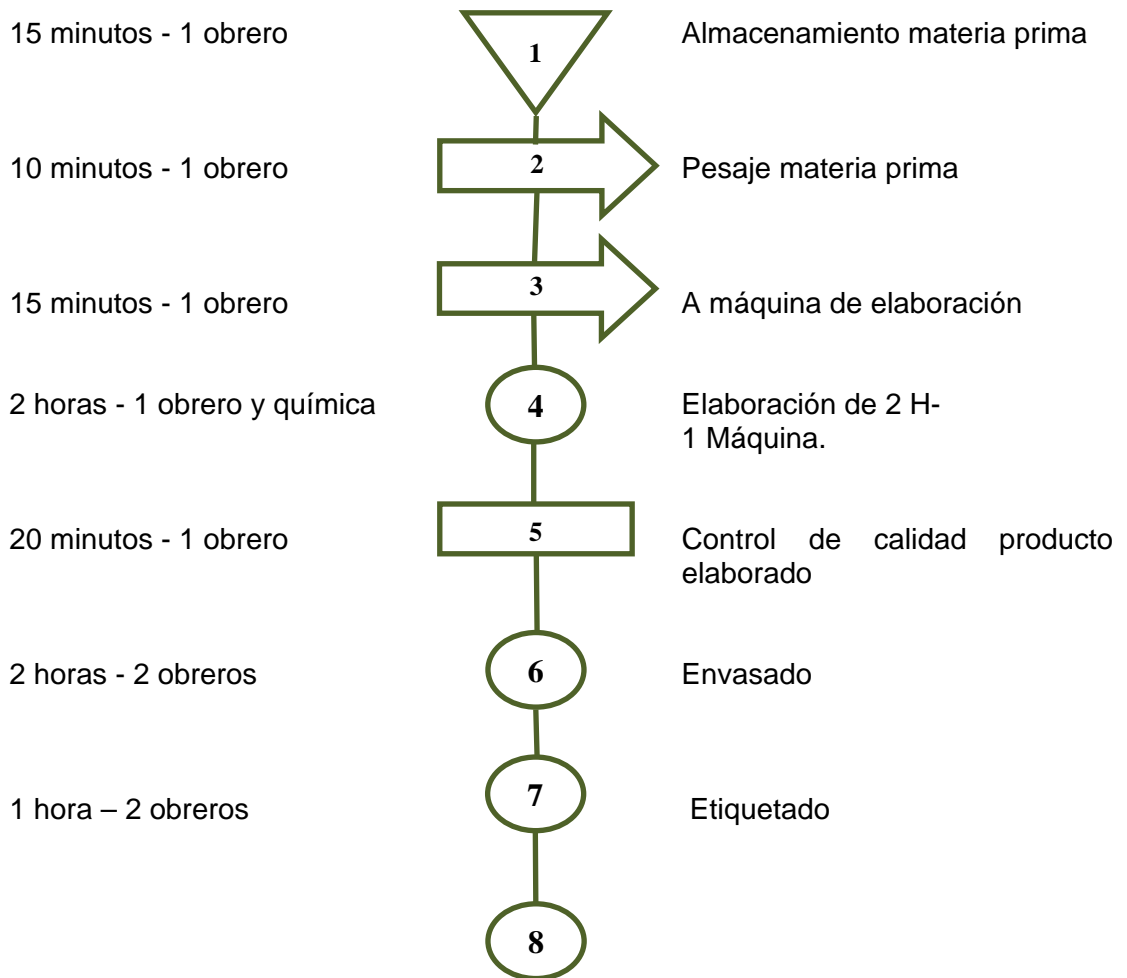 15 minutos - 1 obrero
1
Almacenamiento materia prima
10 minutos - 1 obrero
2
Pesaje materia prima
15 minutos - 1 obrero
3
A máquina de elaboración
2 horas - 1 obrero y química
4
Elaboración de 2 H-
1 Máquina.
20 minutos - 1 obrero
5
Control de calidad producto
elaborado
2 horas - 2 obreros
6
Envasado
1 hora – 2 obreros
7
Etiquetado
8